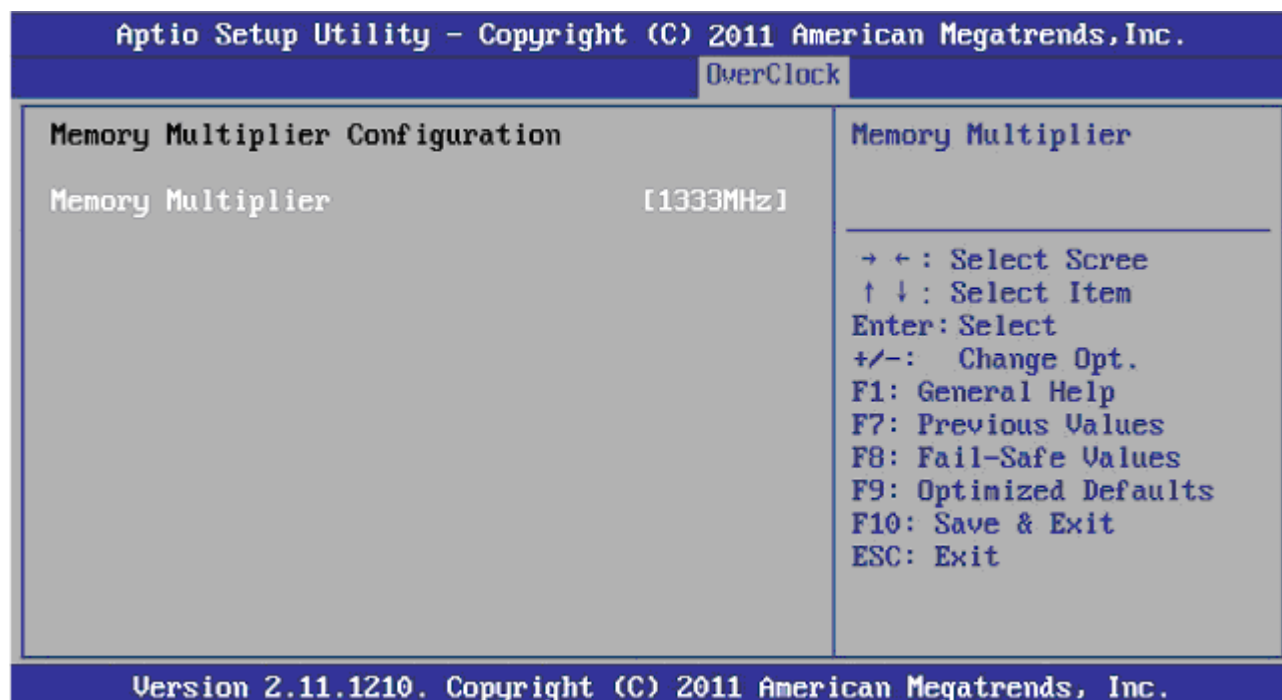 Aptio Setup Utility - Copyright (C) 2011 American Megatrends,Inc.
OverClock
Memory Multiplier Configuration
Memory Multiplier [1333MHz]
Memory Multiplier
→ ←: Select Scree
↑ ↓: Select Item
Enter: Select
+/-: Change Opt.
F1: General Help
F7: Previous Values
F8: Fail-Safe Values
F9: Optimized Defaults
F10: Save & Exit
ESC: Exit
Version 2.11.1210. Copyright (C) 2011 American Megatrends, Inc.